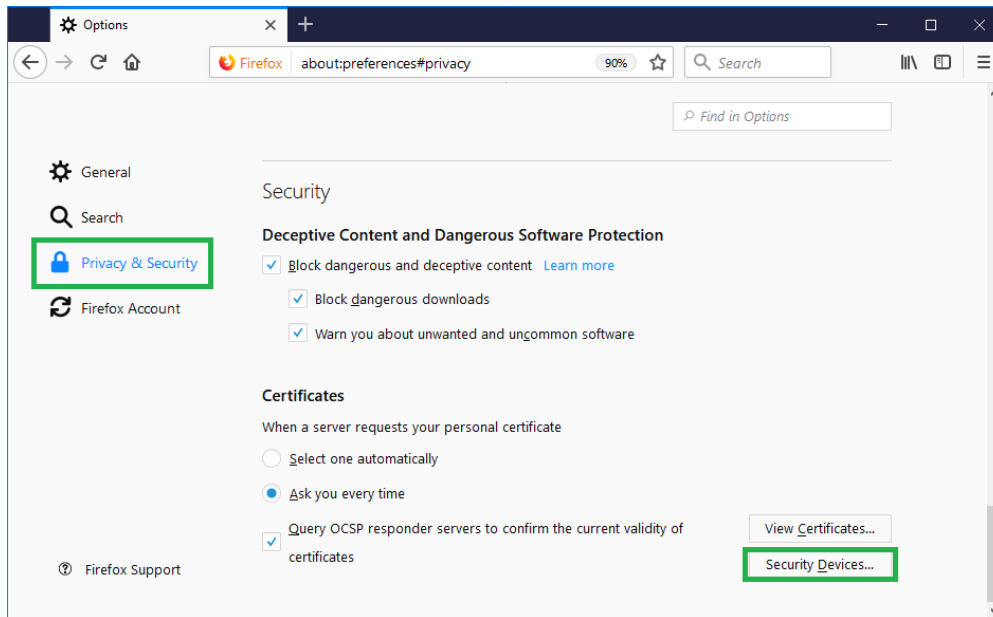 Options
Firefox about:preferences#privacy 90% Search
Find in Options
General
Search
Privacy & Security
Firefox Account
Firefox Support
Security
Deceptive Content and Dangerous Software Protection
Block dangerous and deceptive content Learn more
Block dangerous downloads
Warn you about unwanted and uncommon software
Certificates
When a server requests your personal certificate
Select one automatically
Ask you every time
Query OCSP responder servers to confirm the current validity of
certificates
View Certificates...
Security Devices...